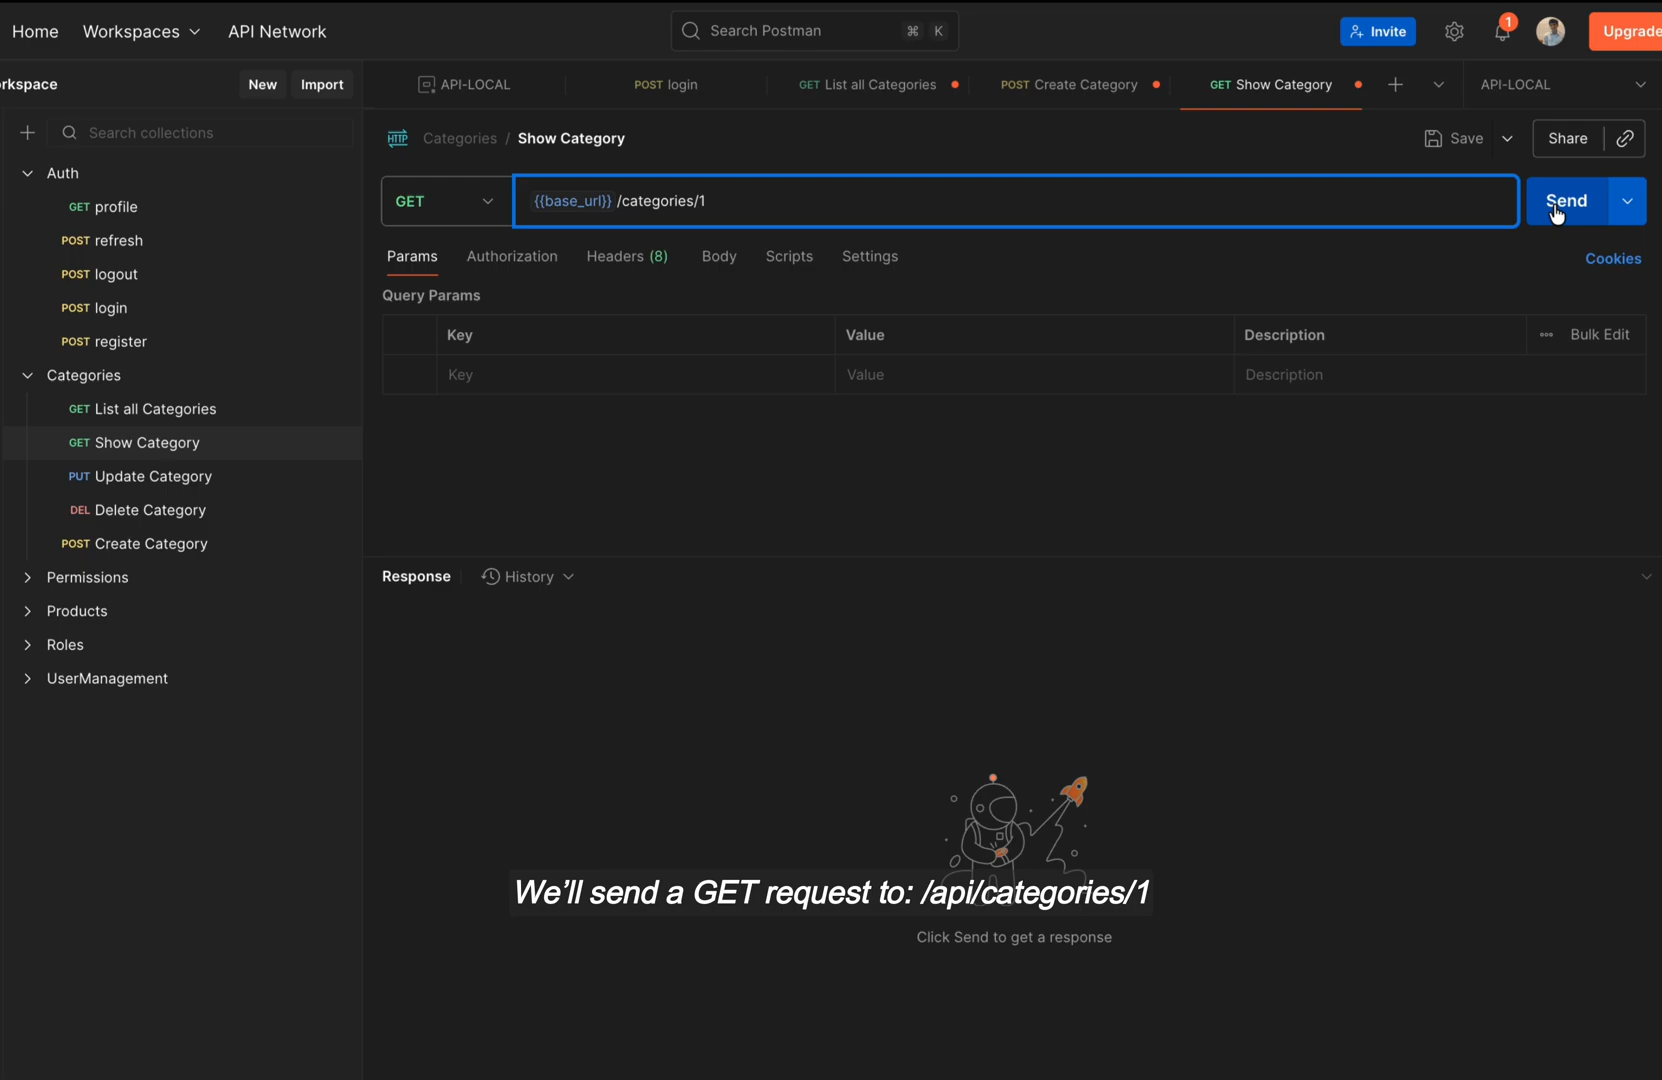 Home Workspaces API Network Search Postman ⌘ K Invite 1 Upgrade
rkspace New Import API-LOCAL POST login GET List all Categories POST Create Category GET Show Category API-LOCAL
Search collections
HTTP Categories / Show Category Save Share
Auth
GET profile
GET {{base_url}} /categories/1 Send
POST refresh
Params Authorization Headers (8) Body Scripts Settings Cookies
POST logout
Query Params
POST login
Key Value Description Bulk Edit
POST register
Key Value Description
Categories
GET List all Categories
GET Show Category
PUT Update Category
DEL Delete Category
POST Create Category
Permissions
Response History
Products
Roles
UserManagement
We'll send a GET request to: /api/categories/1
Click Send to get a response